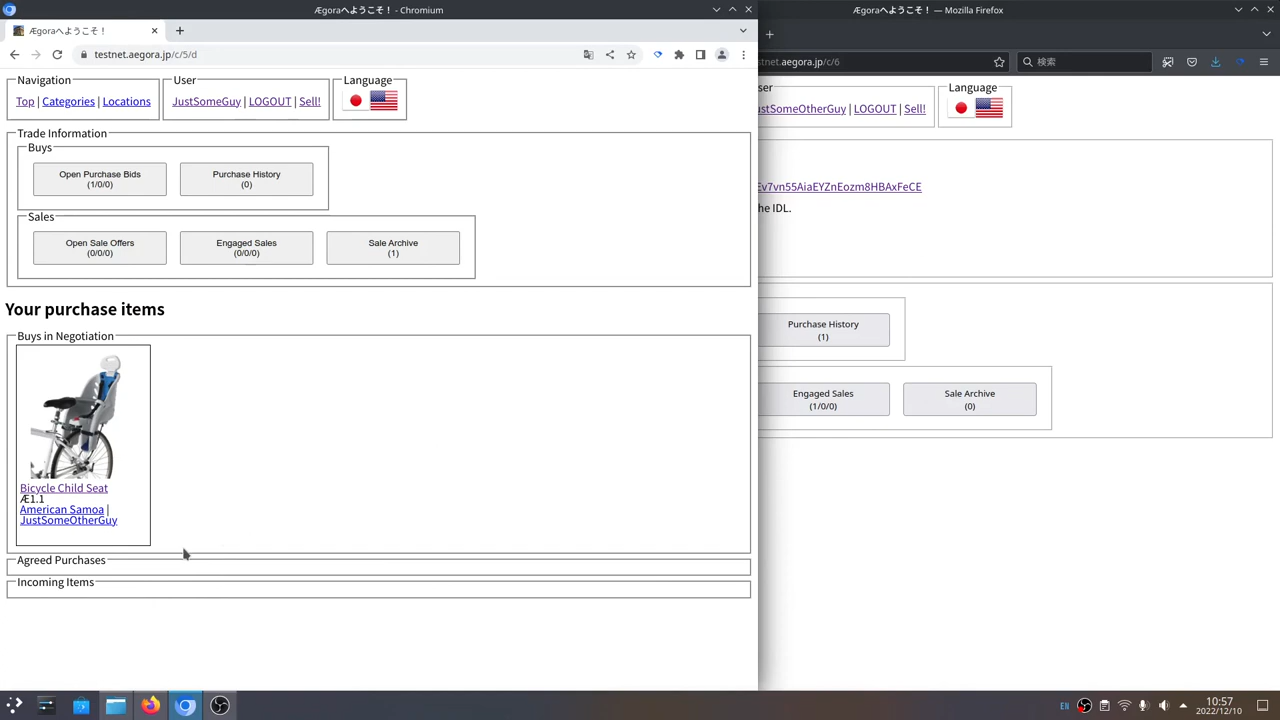 Ægoraへようこそ！ - Chromium
Ægoraへようこそ！ — Mozilla Firefox
Ægoraへようこそ！
testnet.aegora.jp/c/5/d
stnet.aegora.jp/c/6
検索
Navigation
Top | Categories | Locations
User
JustSomeGuy | LOGOUT | Sell!
Language
ser
ustSomeOtherGuy | LOGOUT | Sell!
Language
Trade Information
Buys
Open Purchase Bids
(1/0/0)
Purchase History
(0)
Sales
Open Sale Offers
(0/0/0)
Engaged Sales
(0/0/0)
Sale Archive
(1)
Ev7vn55AiaEYZnEozm8HBAxFeCE
he IDL.
Purchase History
(1)
Engaged Sales
(1/0/0)
Sale Archive
(0)
Your purchase items
Buys in Negotiation
Bicycle Child Seat
Æ1.1
American Samoa |
JustSomeOtherGuy
Agreed Purchases
Incoming Items
EN
10:57
2022/12/10